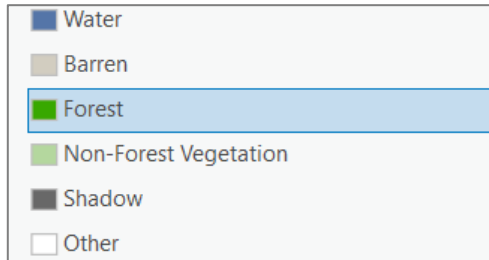 Water
Barren
Forest
Non-Forest Vegetation
Shadow
Other